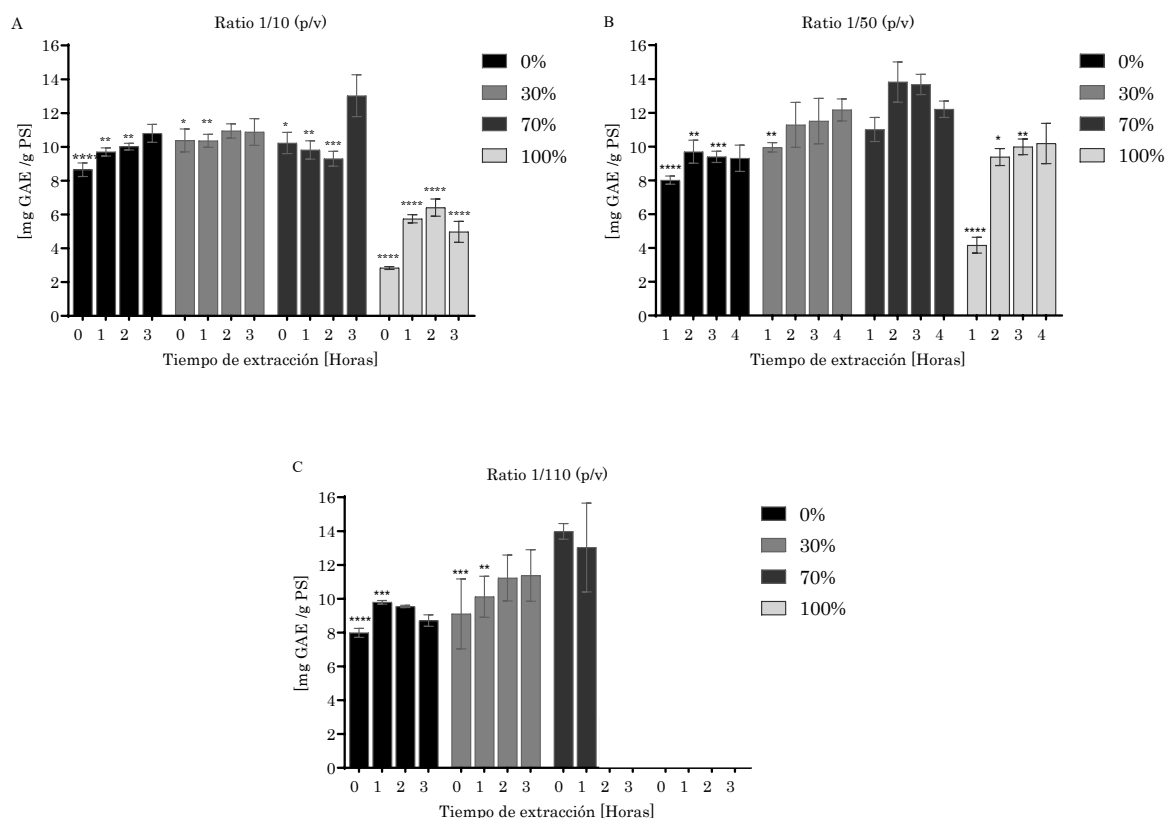 A
Ratio 1/10 (p/v)
[mg GAE /g PS]
16
14
12
10
8
6
4
2
0
**** ** ** * ** * ** *** **** **** **** ****
0 1 2 3 0 1 2 3 0 1 2 3 0 1 2 3
Tiempo de extracción [Horas]
0%
30%
70%
100%
B
Ratio 1/50 (p/v)
[mg GAE /g PS]
16
14
12
10
8
6
4
2
0
**** ** *** ** **** * **
1 2 3 4 1 2 3 4 1 2 3 4 1 2 3 4
Tiempo de extracción [Horas]
0%
30%
70%
100%
C
Ratio 1/110 (p/v)
[mg GAE /g PS]
16
14
12
10
8
6
4
2
0
**** *** *** **
0 1 2 3 0 1 2 3 0 1 2 3 0 1 2 3
Tiempo de extracción [Horas]
0%
30%
70%
100%